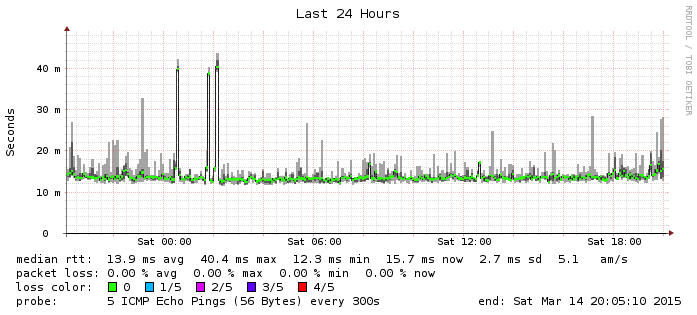 Last 24 Hours
RRDTOOL / TOBI OETIKER
Seconds
40 m
30 m
20 m
10 m
0
Sat 00:00 Sat 06:00 Sat 12:00 Sat 18:00
median rtt: 13.9 ms avg 40.4 ms max 12.3 ms min 15.7 ms now 2.7 ms sd 5.1 am/s
packet loss: 0.00 % avg 0.00 % max 0.00 % min 0.00 % now
loss color: 0 1/5 2/5 3/5 4/5
probe: 5 ICMP Echo Pings (56 Bytes) every 300s end: Sat Mar 14 20:05:10 2015